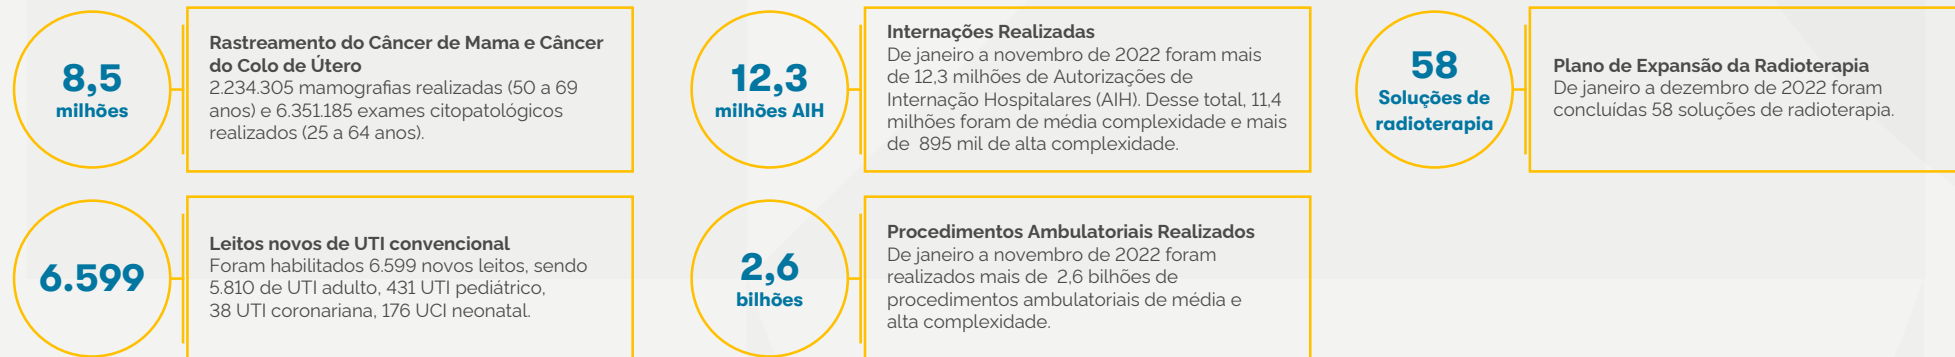 8,5
milhões
Rastreamento do Câncer de Mama e Câncer
do Colo de Útero
2.234.305 mamografias realizadas (50 a 69
anos) e 6.351.185 exames citopatológicos
realizados (25 a 64 anos).
12,3
milhões AIH
Internações Realizadas
De janeiro a novembro de 2022 foram mais
de 12,3 milhões de Autorizações de
Internação Hospitalares (AIH). Desse total, 11,4
milhões foram de média complexidade e mais
de 895 mil de alta complexidade.
58
Soluções de
radioterapia
Plano de Expansão da Radioterapia
De janeiro a dezembro de 2022 foram
concluídas 58 soluções de radioterapia.
6.599
Leitos novos de UTI convencional
Foram habilitados 6.599 novos leitos, sendo
5.810 de UTI adulto, 431 UTI pediátrico,
38 UTI coronariana, 176 UCI neonatal.
2,6
bilhões
Procedimentos Ambulatoriais Realizados
De janeiro a novembro de 2022 foram
realizados mais de 2,6 bilhões de
procedimentos ambulatoriais de média e
alta complexidade.